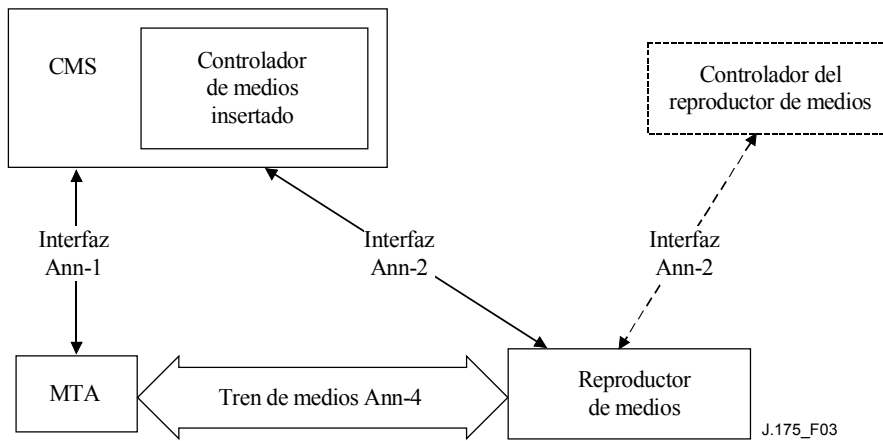 CMS
Controlador
de medios
insertado
Controlador del
reproductor de medios
Interfaz
Ann-1
Interfaz
Ann-2
Interfaz
Ann-2
MTA
Tren de medios Ann-4
Reproductor
de medios
J.175_F03